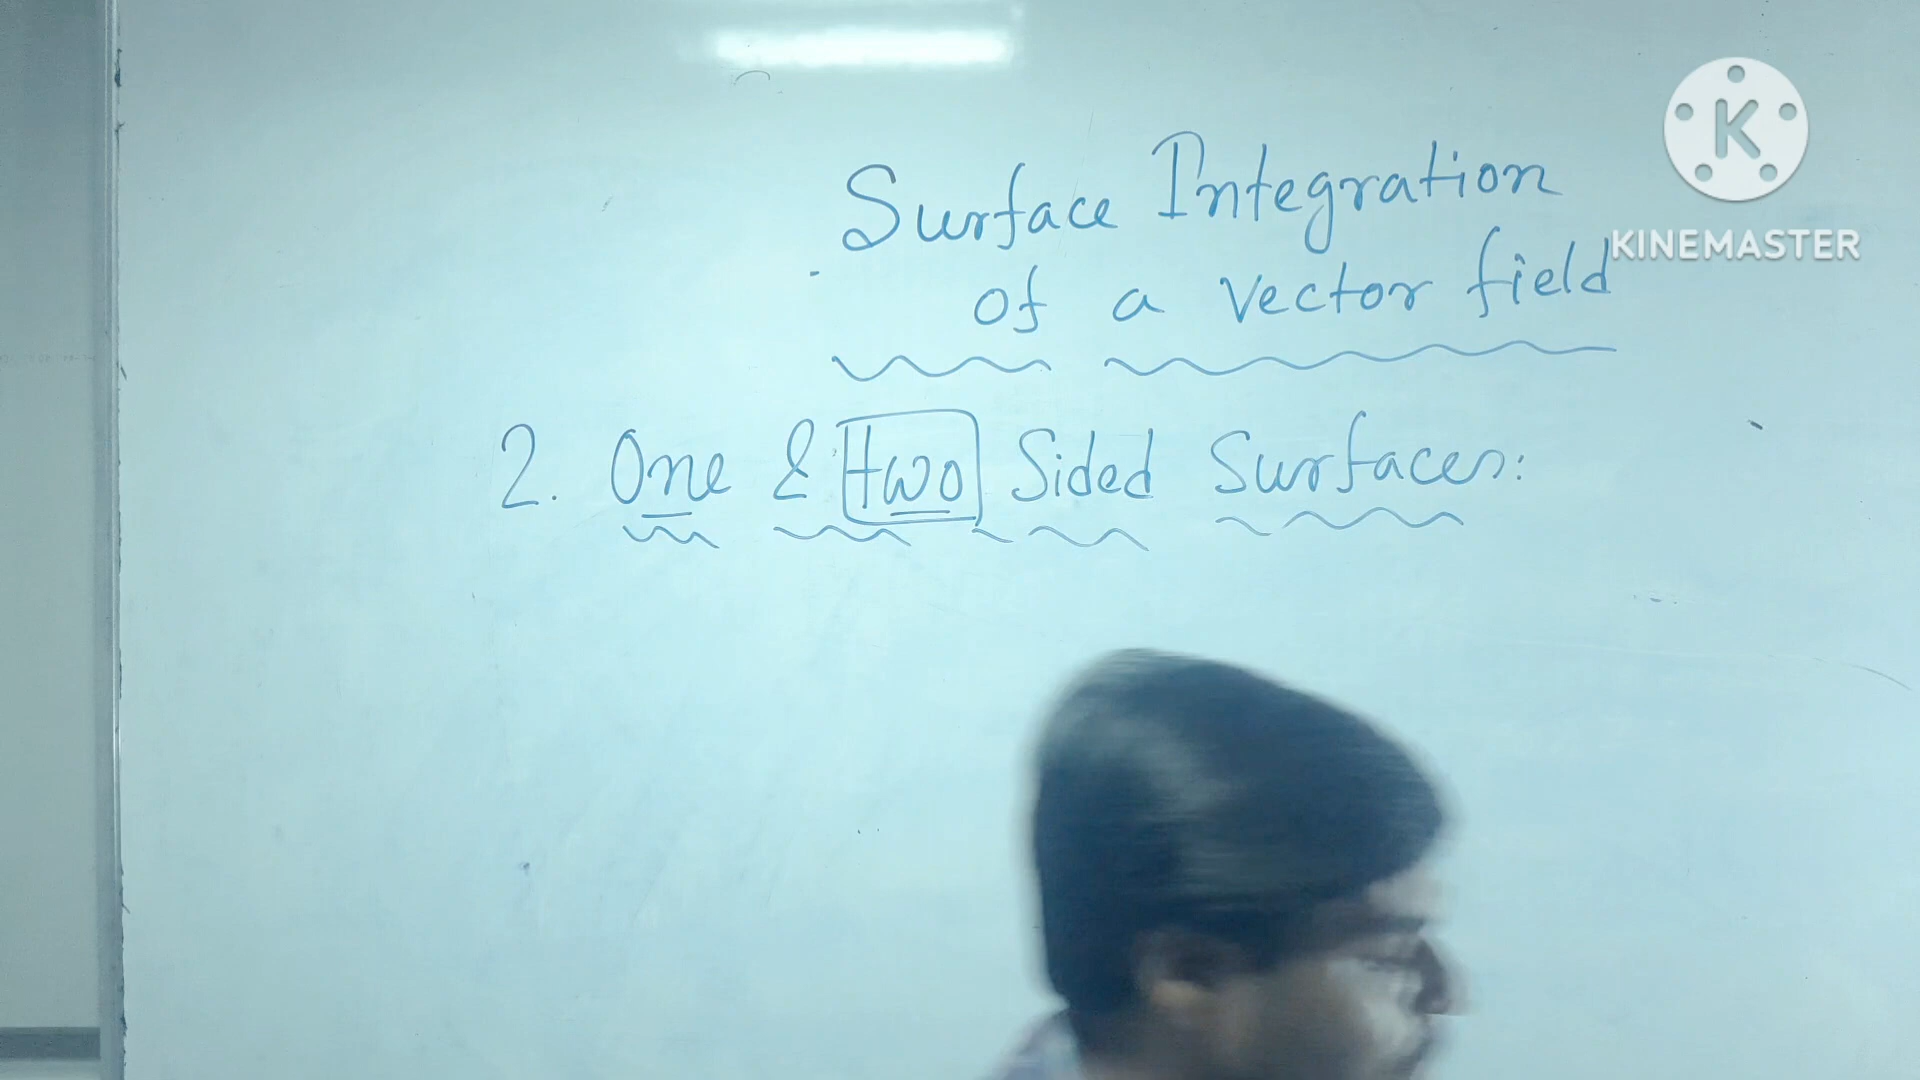 Surface Integration
of a vector field
2. One & two Sided Surfaces:
K
KINEMASTER